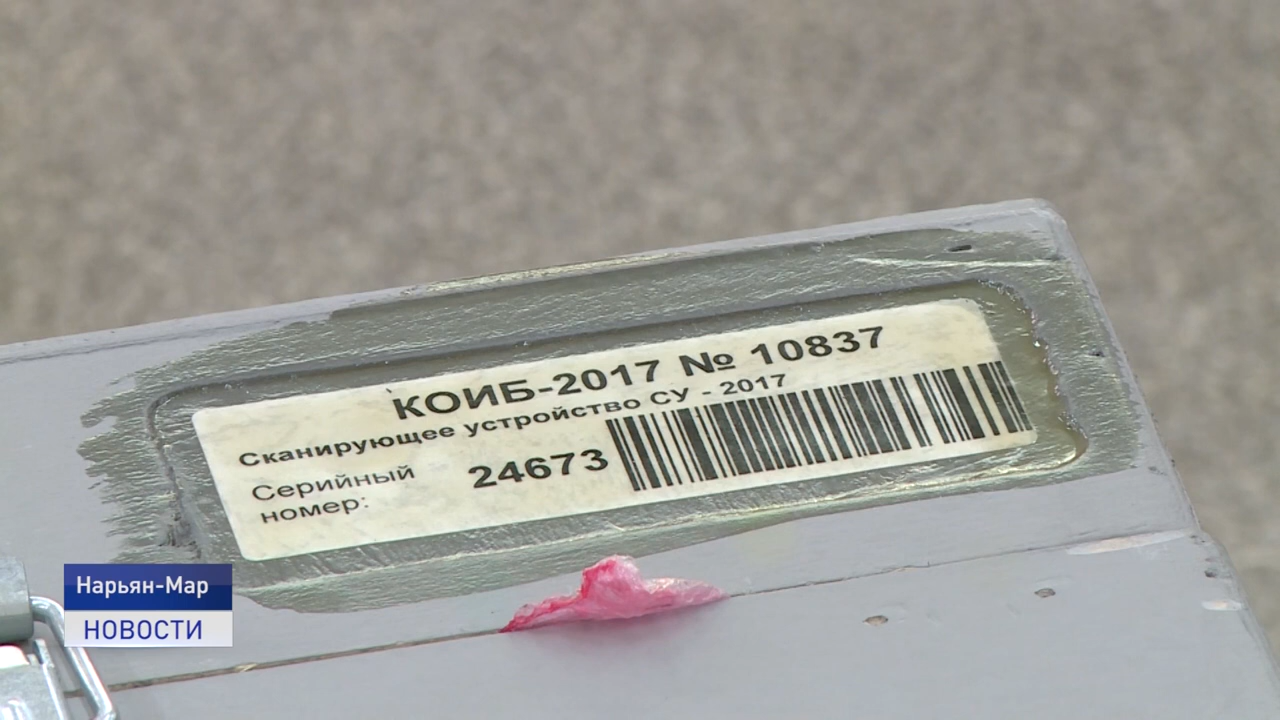 КОИБ-2017 № 10837
Сканирующее устройство СУ - 2017
Серийный
номер:
24673
Нарьян-Мар
НОВОСТИ